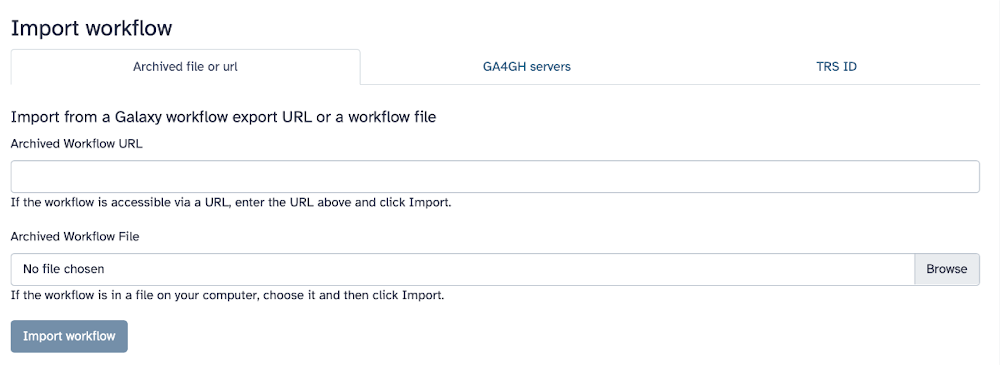 Import workflow
Archived file or url
GA4GH servers
TRS ID
Import from a Galaxy workflow export URL or a workflow file
Archived Workflow URL
If the workflow is accessible via a URL, enter the URL above and click Import.
Archived Workflow File
No file chosen
Browse
If the workflow is in a file on your computer, choose it and then click Import.
Import workflow